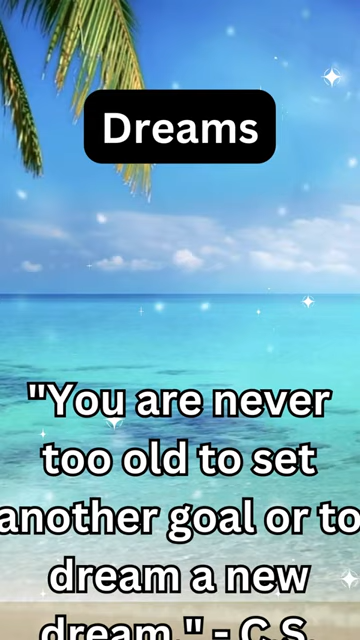 Dreams
"You are never
too old to set
another goal or to
dream a new
dream." - C.S.